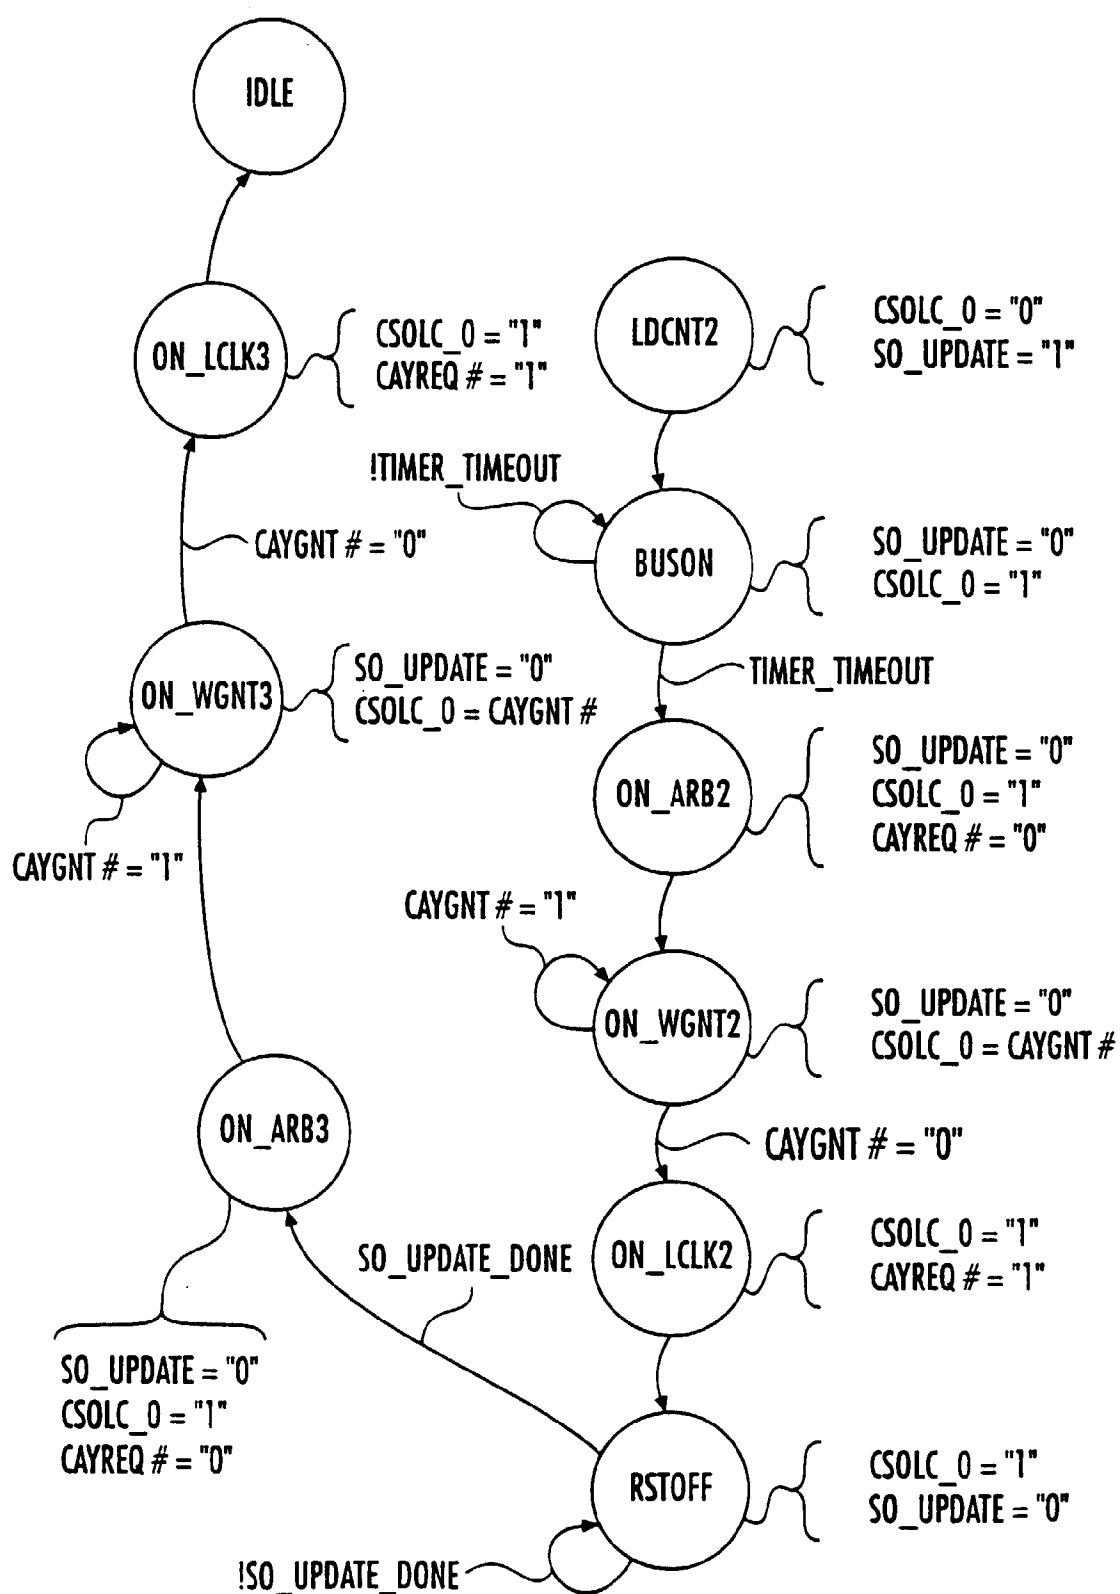 IDLE
ON_LCLK3
CSOLC_0 = "1"
CAYREQ # = "1"
LDCNT2
CSOLC_0 = "0"
SO_UPDATE = "1"
!TIMER_TIMEOUT
CAYGNT # = "0"
BUSON
SO_UPDATE = "0"
CSOLC_0 = "1"
ON_WGNT3
SO_UPDATE = "0"
CSOLC_0 = CAYGNT #
TIMER_TIMEOUT
CAYGNT # = "1"
ON_ARB2
SO_UPDATE = "0"
CSOLC_0 = "1"
CAYREQ # = "0"
CAYGNT # = "1"
ON_WGNT2
SO_UPDATE = "0"
CSOLC_0 = CAYGNT #
ON_ARB3
CAYGNT # = "0"
SO_UPDATE_DONE
ON_LCLK2
CSOLC_0 = "1"
CAYREQ # = "1"
SO_UPDATE = "0"
CSOLC_0 = "1"
CAYREQ # = "0"
RSTOFF
CSOLC_0 = "1"
SO_UPDATE = "0"
!SO_UPDATE_DONE